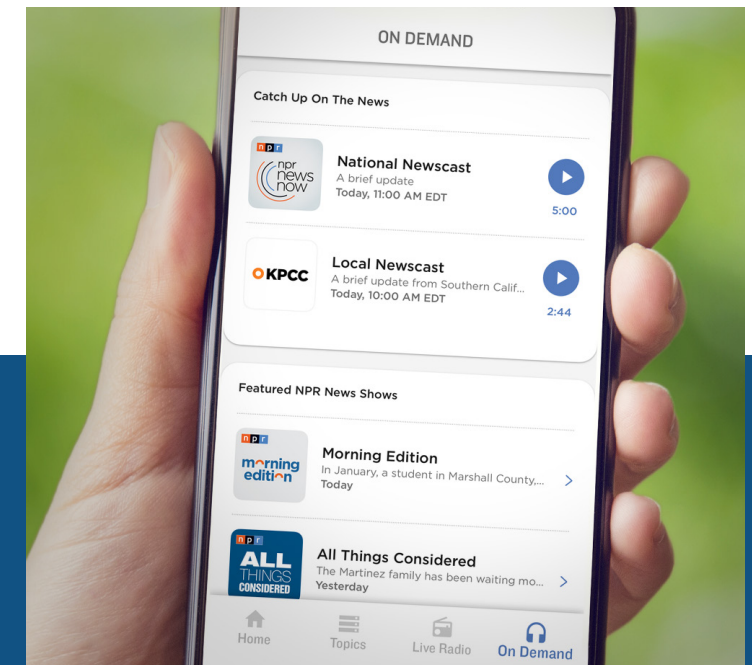 ON DEMAND
Catch Up On The News
npr
npr
news
now
National Newscast
A brief update
Today, 11:00 AM EDT
5:00
KPCC
Local Newscast
A brief update from Southern Calif...
Today, 10:00 AM EDT
2:44
Featured NPR News Shows
npr
morning
edition
Morning Edition
In January, a student in Marshall County,...
Today
npr
ALL
THINGS
CONSIDERED
All Things Considered
The Martinez family has been waiting mo...
Yesterday
Home
Topics
Live Radio
On Demand